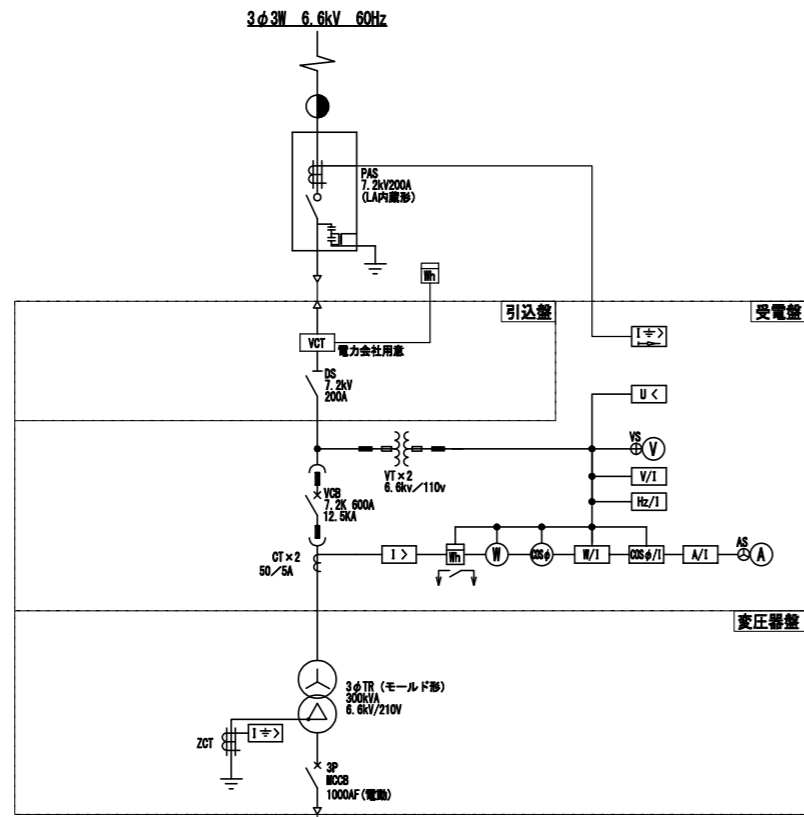 3φ3W 6.6kV 60Hz
PAS
7.2kV200A
(LA内蔵形)
Wh
引込盤
受電盤
I⏚>
VCT
電力会社用意
DS
7.2kV
200A
U<
VS
V
VT×2
6.6kv/110v
V/I
Hz/I
VCB
7.2K 600A
12.5KA
CT×2
50/5A
I>
Wh
W
COSφ
W/I
COSφ/I
A/I
AS
A
変圧器盤
3φTR (モールド形)
300kVA
6.6kV/210V
ZCT
I⏚>
3P
MCCB
1000AF(電動)